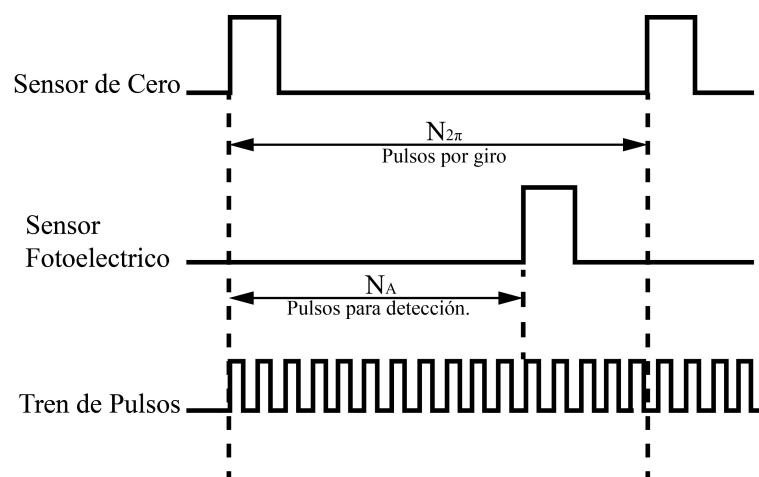 Sensor de Cero
N2π
Pulsos por giro
Sensor
Fotoelectrico
NA
Pulsos para detección.
Tren de Pulsos